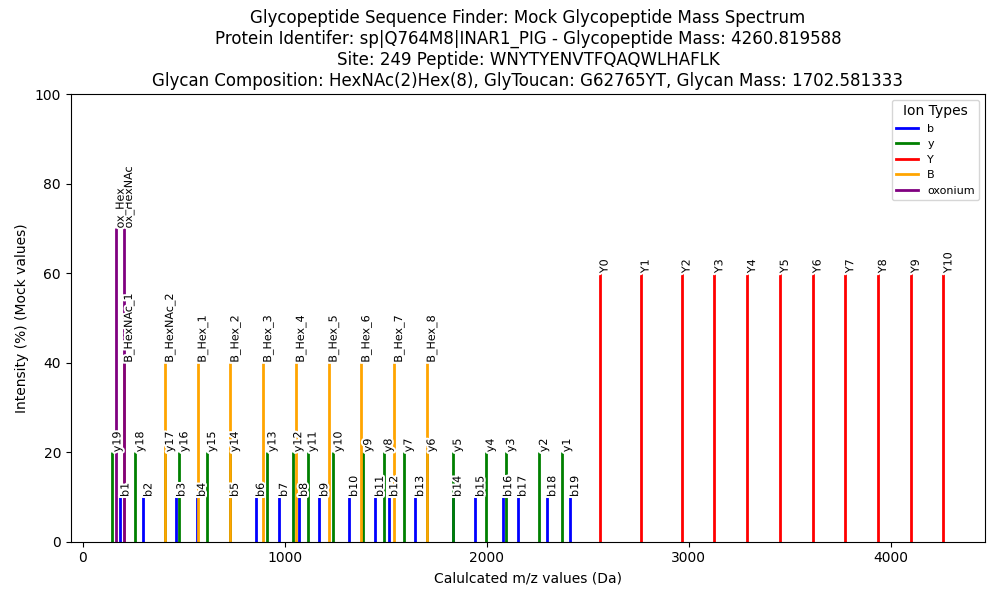 Glycopeptide Sequence Finder: Mock Glycopeptide Mass Spectrum
Protein Identifer: sp|Q764M8|INAR1_PIG - Glycopeptide Mass: 4260.819588
Site: 249 Peptide: WNYTYENVTFQAQWLHAFLK
Glycan Composition: HexNAc(2)Hex(8), GlyToucan: G62765YT, Glycan Mass: 1702.581333
Intensity (%) (Mock values)
100
80
60
40
20
0
Ion Types
b
y
Y
B
oxonium
ox_Hex
ox_HexNAc
Y0
Y1
Y2
Y3
Y4
Y5
Y6
Y7
Y8
Y9
Y10
B_HexNAc_1
B_HexNAc_2
B_Hex_1
B_Hex_2
B_Hex_3
B_Hex_4
B_Hex_5
B_Hex_6
B_Hex_7
B_Hex_8
y19
y18
y17
y16
y15
y14
y13
y12
y11
y10
y9
y8
y7
y6
y5
y4
y3
y2
y1
b1
b2
b3
b4
b5
b6
b7
b8
b9
b10
b11
b12
b13
b14
b15
b16
b17
b18
b19
0
1000
2000
3000
4000
Calulcated m/z values (Da)